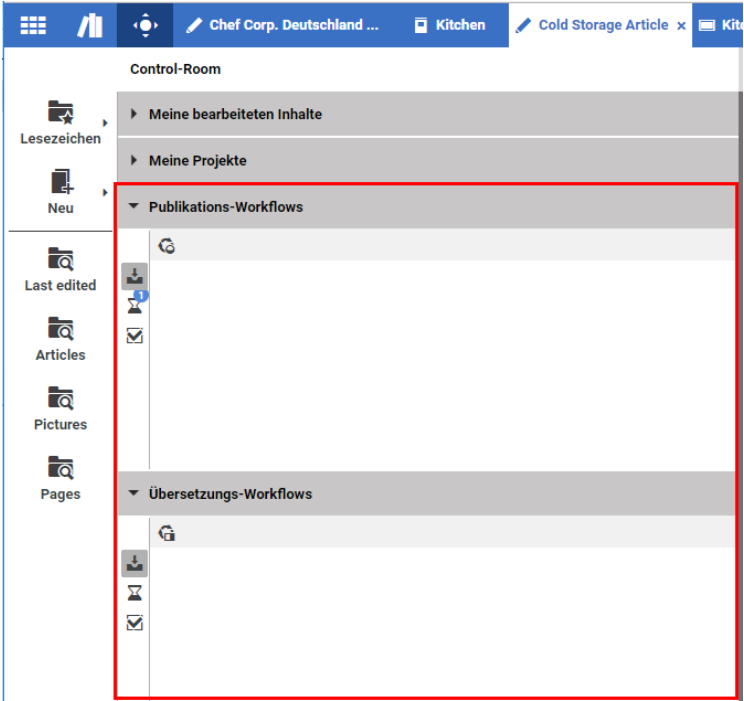 Chef Corp. Deutschland ...
Kitchen
Cold Storage Article
Control-Room
Lesezeichen
Neu
Last edited
Articles
Pictures
Pages
Meine bearbeiteten Inhalte
Meine Projekte
Publikations-Workflows
1
Übersetzungs-Workflows